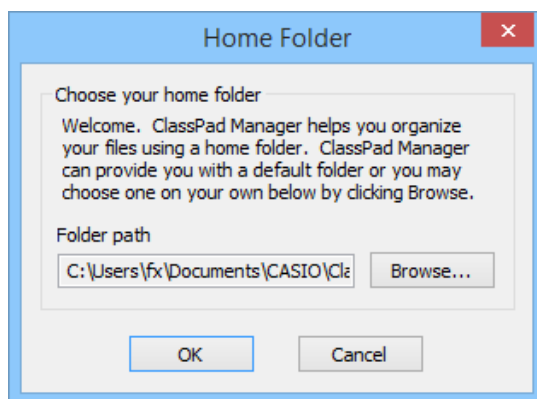 Home Folder
Choose your home folder
Welcome. ClassPad Manager helps you organize
your files using a home folder. ClassPad Manager
can provide you with a default folder or you may
choose one on your own below by clicking Browse.
Folder path
C:\Users\fx\Documents\CASIO\Cla
Browse...
OK
Cancel